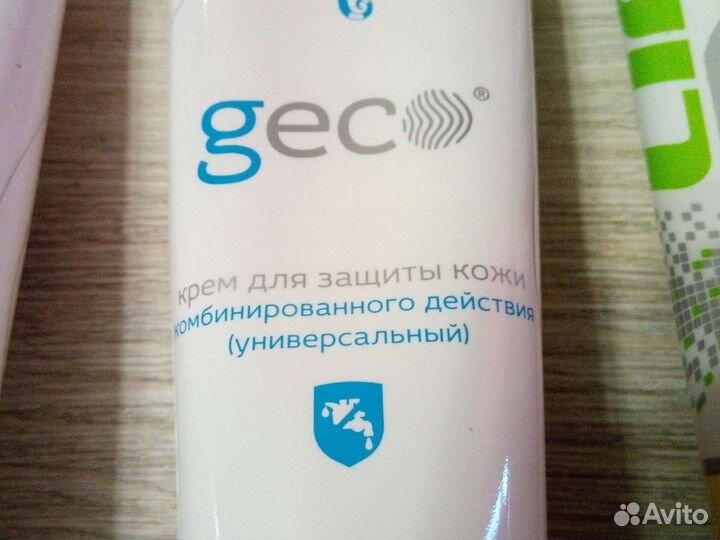 geco®
крем для защиты кожи
комбинированного действия
(универсальный)
Avito